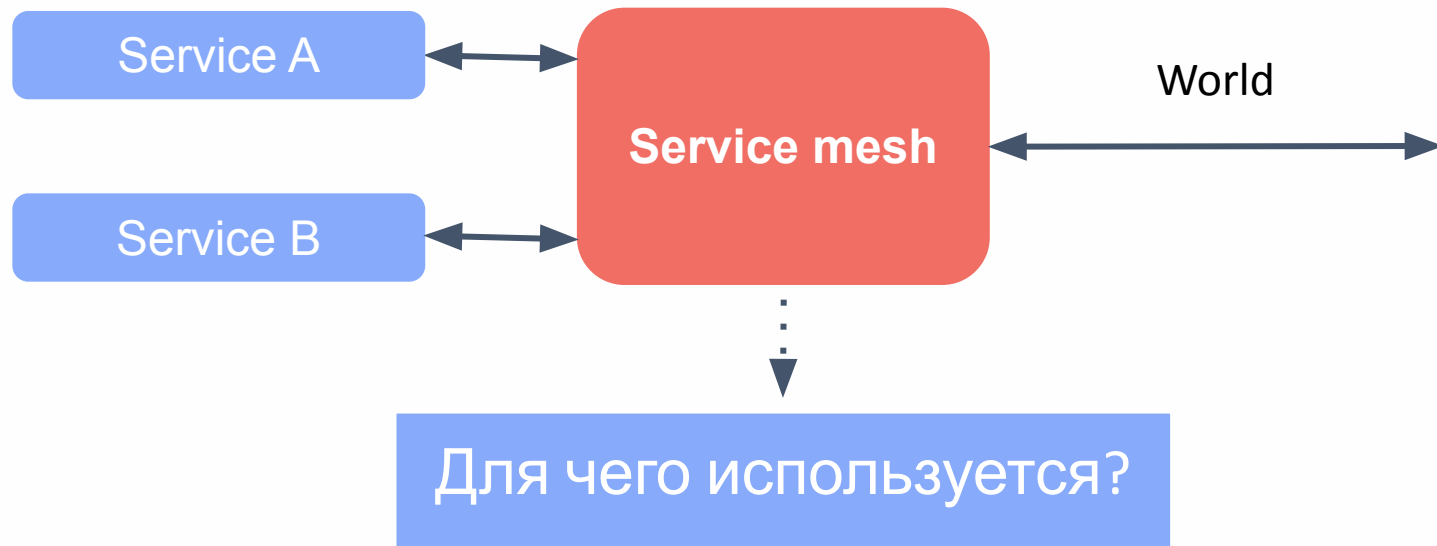 Service A
World
Service mesh
Service B
Для чего используется?